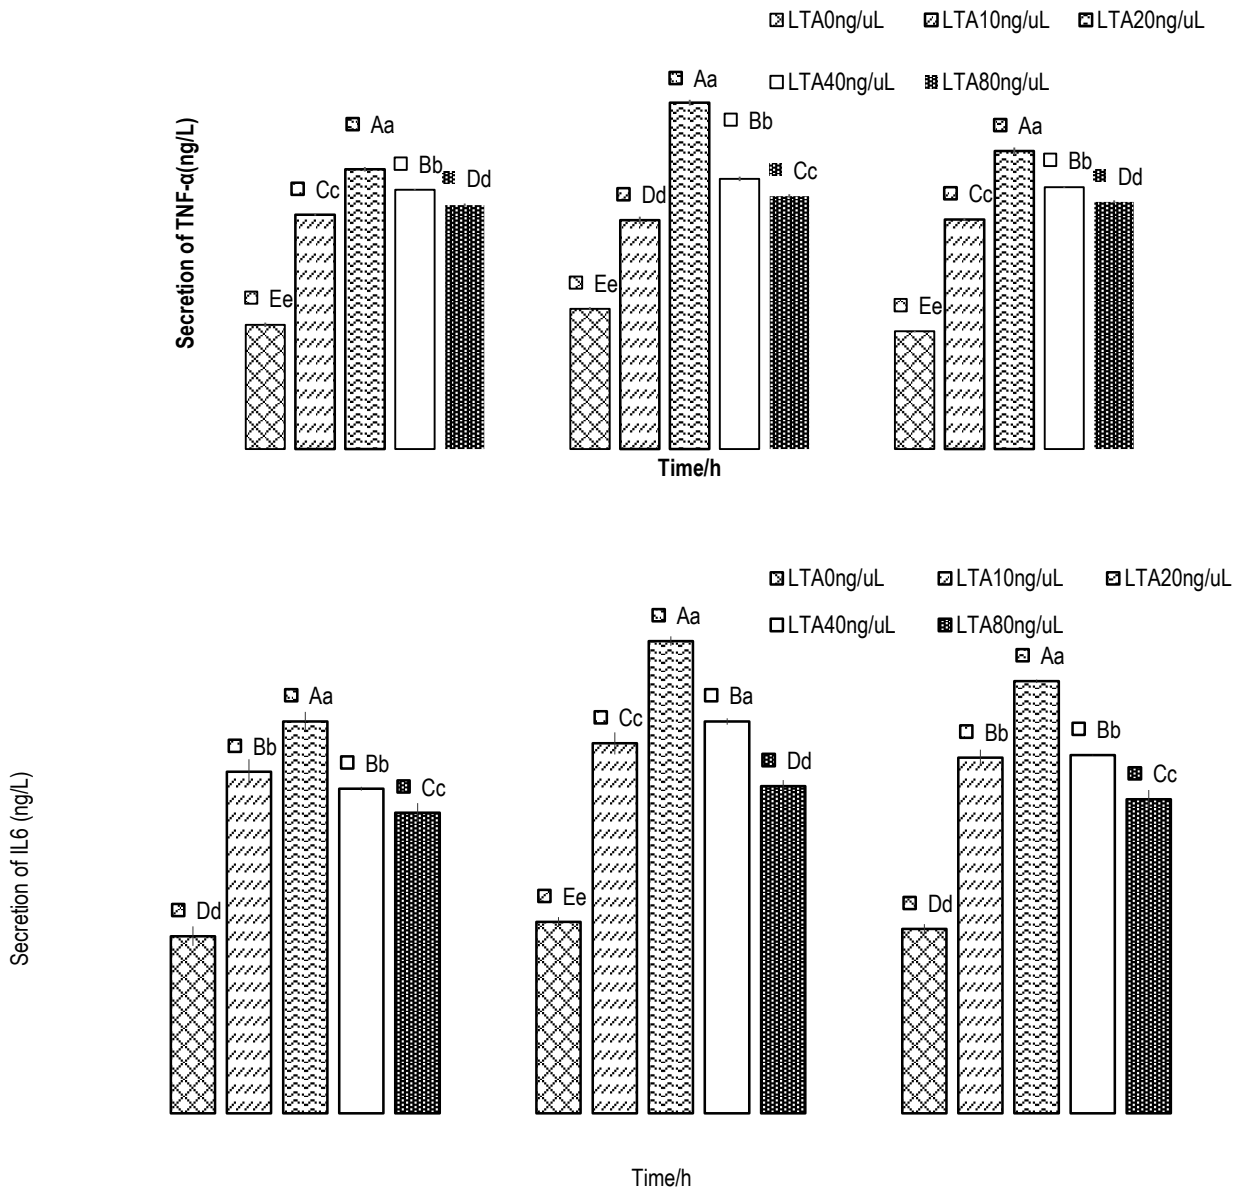 LTA0ng/uL LTA10ng/uL LTA20ng/uL
LTA40ng/uL LTA80ng/uL
Secretion of TNF-α(ng/L)
Ee Cc Aa Bb Dd
Ee Dd Aa Bb Cc
Ee Cc Aa Bb Dd
Time/h
LTA0ng/uL LTA10ng/uL LTA20ng/uL
LTA40ng/uL LTA80ng/uL
Secretion of IL6 (ng/L)
Dd Bb Aa Bb Cc
Ee Cc Aa Ba Dd
Dd Bb Aa Bb Cc
Time/h